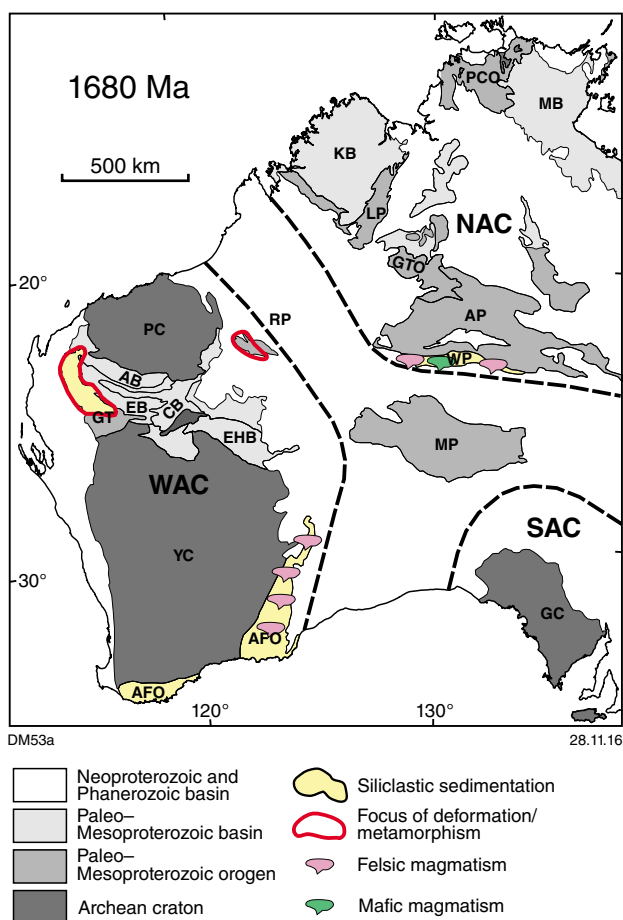 1680 Ma
500 km
PCO
MB
KB
LP
NAC
GTO
20°
AP
RP
PC
WP
AB
EB
CB
GT
EHB
MP
WAC
SAC
YC
30°
GC
AFO
AFO
120°
130°
DM53a
28.11.16
Neoproterozoic and
Phanerozoic basin
Paleo–
Mesoproterozoic basin
Paleo–
Mesoproterozoic orogen
Archean craton
Siliclastic sedimentation
Focus of deformation/
metamorphism
Felsic magmatism
Mafic magmatism